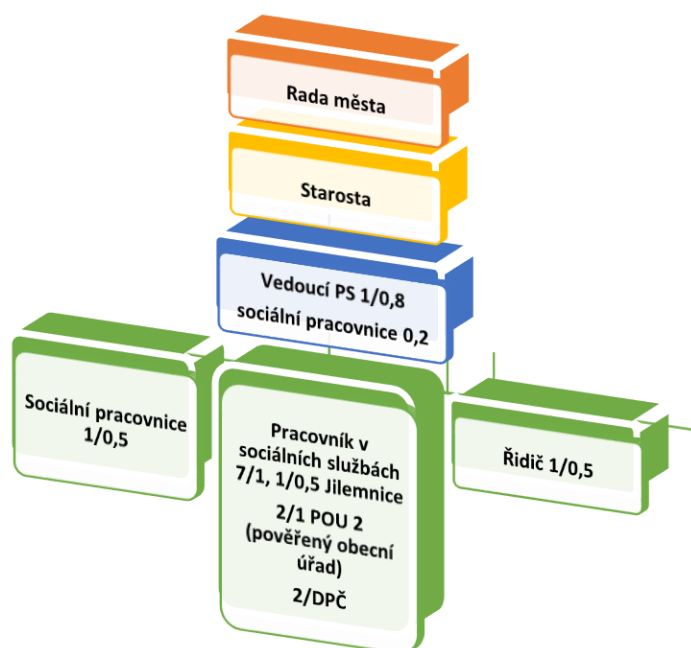 Rada města
Starosta
Vedoucí PS 1/0,8
sociální pracovnice 0,2
Sociální pracovnice
1/0,5
Pracovník v
sociálních službách
7/1, 1/0,5 Jilemnice
2/1 POU 2
(pověřený obecní
úřad)
2/DPČ
Řidič 1/0,5